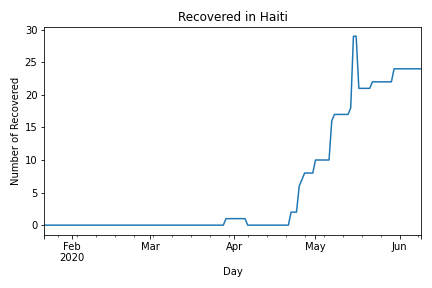 Recovered in Haiti
Number of Recovered
30
25
20
15
10
5
0
Feb
2020
Mar
Apr
May
Jun
Day